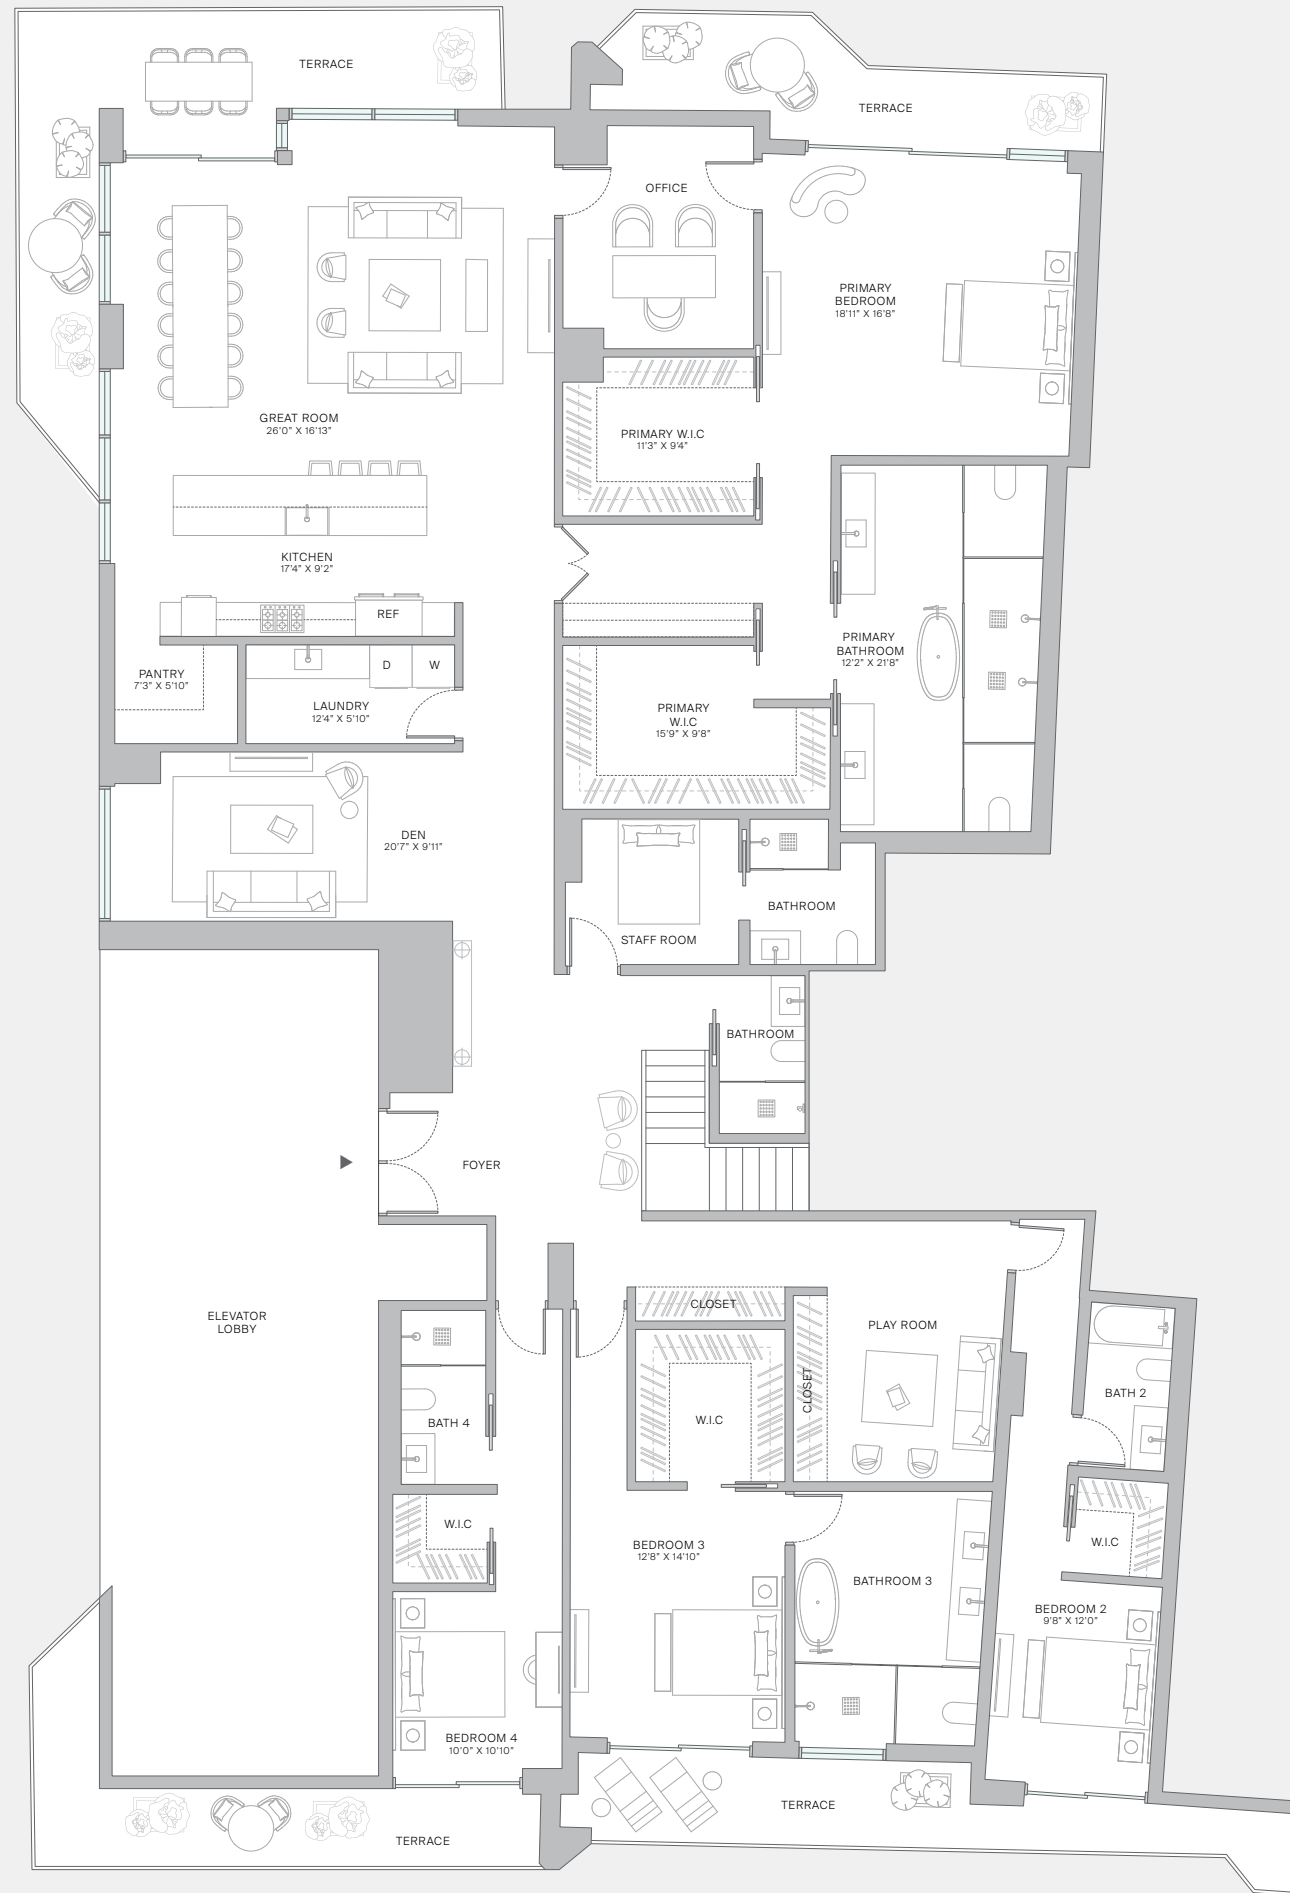 TERRACE
TERRACE
OFFICE
PRIMARY
BEDROOM
18'11" X 16'8"
GREAT ROOM
26'0" X 16'13"
PRIMARY W.I.C
11'3" X 9'4"
KITCHEN
17'4" X 9'2"
REF
PRIMARY
BATHROOM
12'2" X 21'8"
PANTRY
7'3" X 5'10"
D
W
LAUNDRY
12'4" X 5'10"
PRIMARY
W.I.C
15'9" X 9'8"
DEN
20'7" X 9'11"
BATHROOM
STAFF ROOM
BATHROOM
FOYER
ELEVATOR
LOBBY
CLOSET
PLAY ROOM
CLOSET
BATH 2
BATH 4
W.I.C
W.I.C
BEDROOM 3
12'8" X 14'10"
W.I.C
BATHROOM 3
BEDROOM 2
9'8" X 12'0"
BEDROOM 4
10'0" X 10'10"
TERRACE
TERRACE